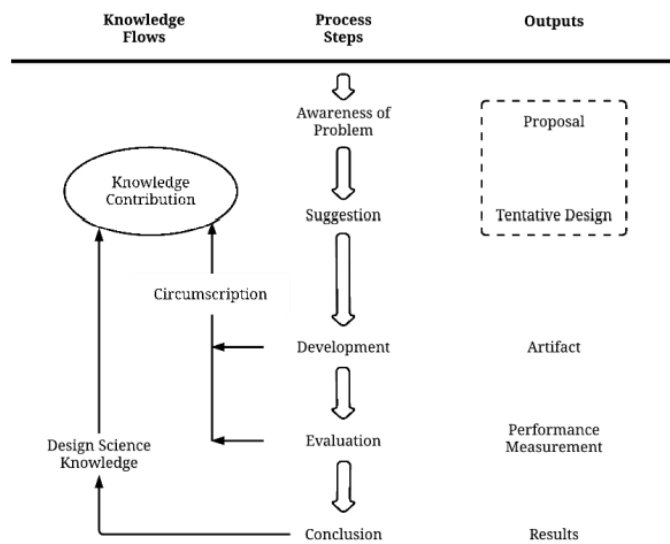 Knowledge
Flows
Process
Steps
Outputs
Awareness of
Problem
Proposal
Knowledge
Contribution
Suggestion
Tentative Design
Circumscription
Development
Artifact
Design Science
Knowledge
Evaluation
Performance
Measurement
Conclusion
Results